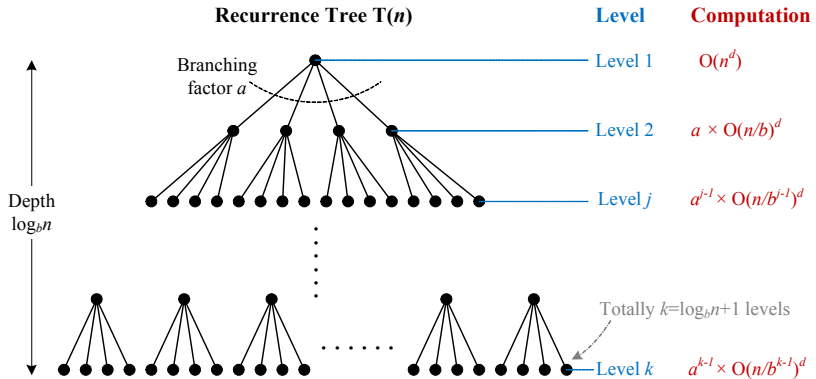 Recurrence Tree T(n)
Level
Computation
Branching
factor a
Level 1
O(n^d)
Level 2
a × O(n/b)^d
Depth
log_b n
Level j
a^{j-1} × O(n/b^{j-1})^d
Totally k=log_b n+1 levels
Level k
a^{k-1} × O(n/b^{k-1})^d